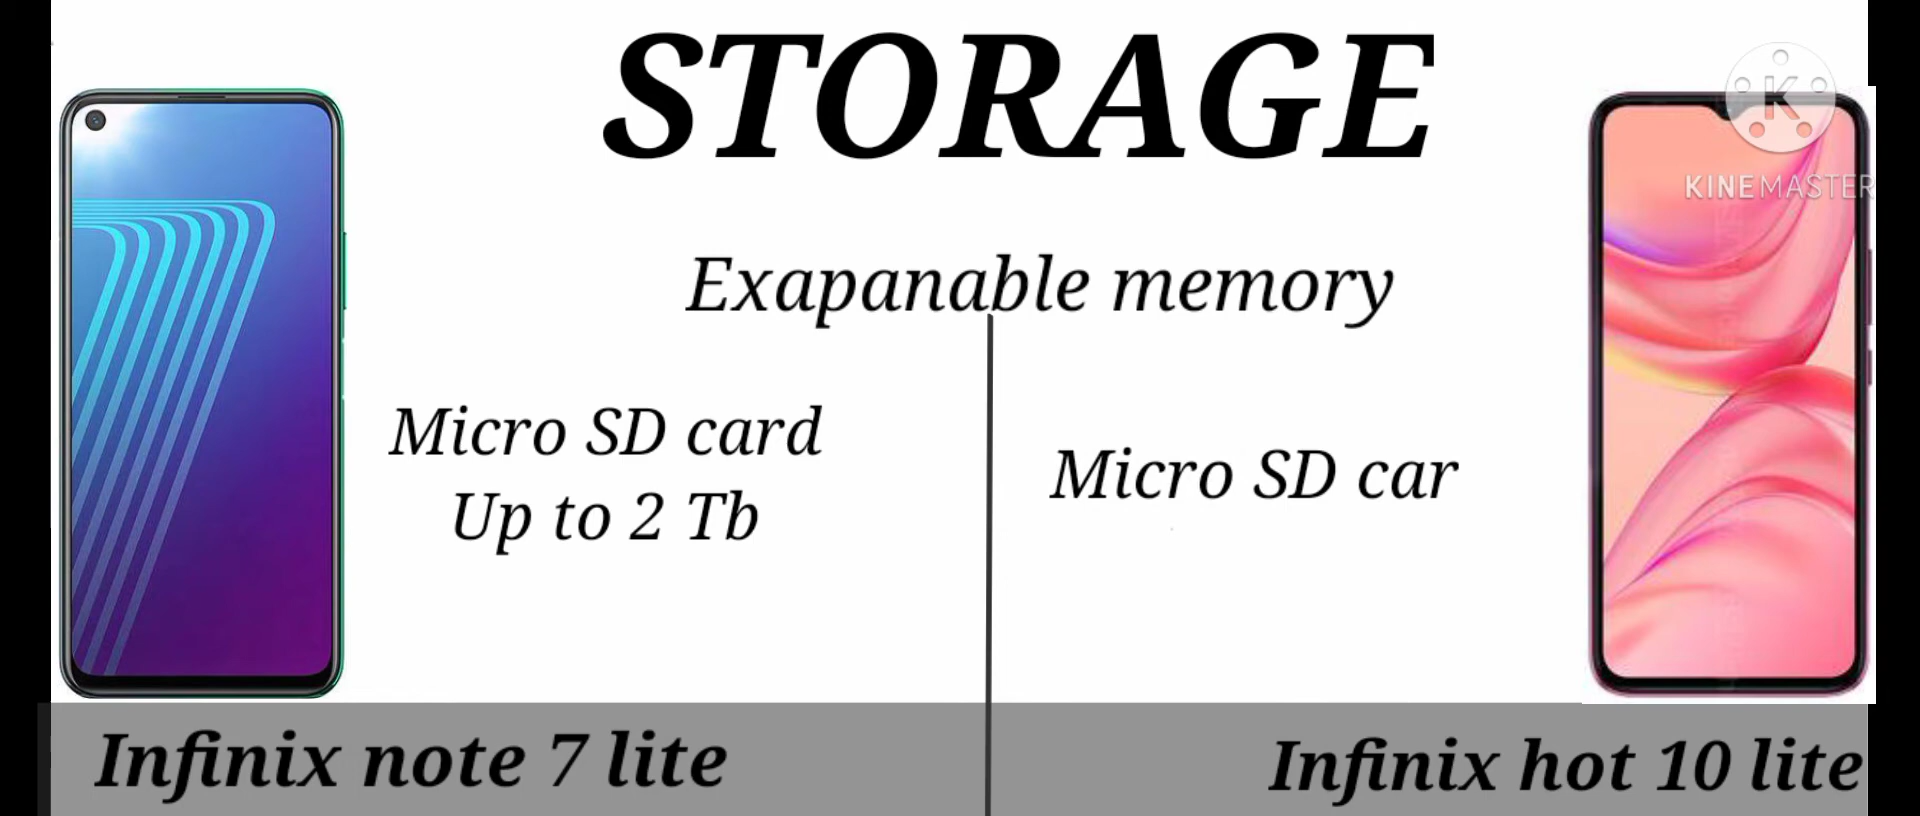 STORAGE
KINEMASTER
Exapanable memory
Micro SD card
Up to 2 Tb
Micro SD car
Infinix note 7 lite
Infinix hot 10 lite